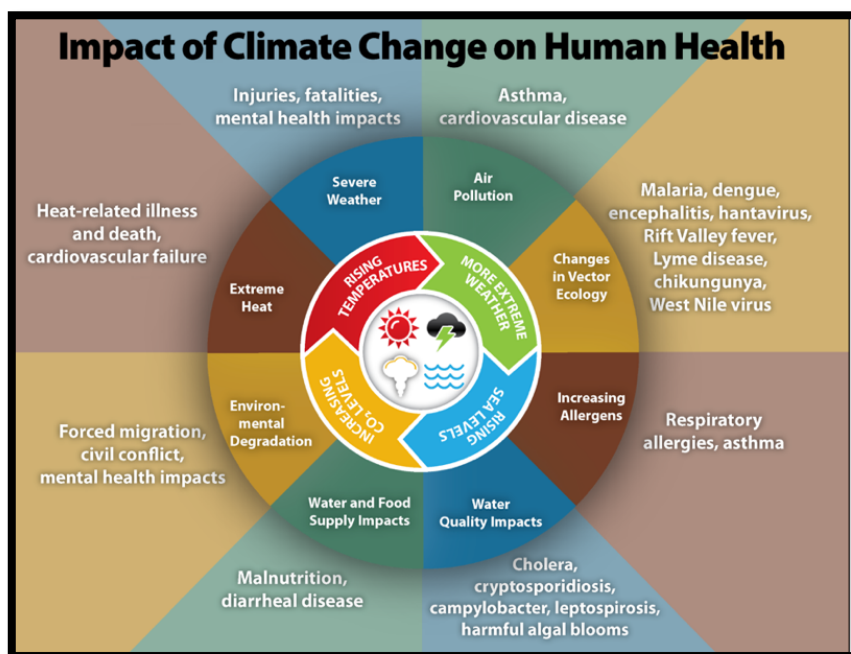 Impact of Climate Change on Human Health
Injuries, fatalities,
mental health impacts
Asthma,
cardiovascular disease
Severe
Weather
Air
Pollution
Heat-related illness
and death,
cardiovascular failure
Malaria, dengue,
encephalitis, hantavirus,
Rift Valley fever,
Lyme disease,
chikungunya,
West Nile virus
Extreme
Heat
RISING
TEMPERATURES
MORE EXTREME
WEATHER
Changes
in Vector
Ecology
INCREASING
CO₂ LEVELS
RISING
SEA LEVELS
Environ-
mental
Degradation
Increasing
Allergens
Forced migration,
civil conflict,
mental health impacts
Respiratory
allergies, asthma
Water and Food
Supply Impacts
Water
Quality Impacts
Malnutrition,
diarrheal disease
Cholera,
cryptosporidiosis,
campylobacter, leptospirosis,
harmful algal blooms